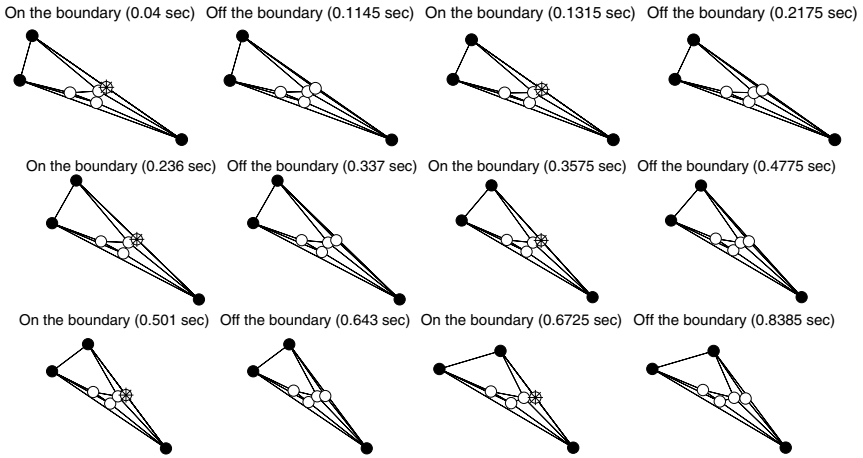 On the boundary (0.04 sec)
Off the boundary (0.1145 sec)
On the boundary (0.1315 sec)
Off the boundary (0.2175 sec)
On the boundary (0.236 sec)
Off the boundary (0.337 sec)
On the boundary (0.3575 sec)
Off the boundary (0.4775 sec)
On the boundary (0.501 sec)
Off the boundary (0.643 sec)
On the boundary (0.6725 sec)
Off the boundary (0.8385 sec)